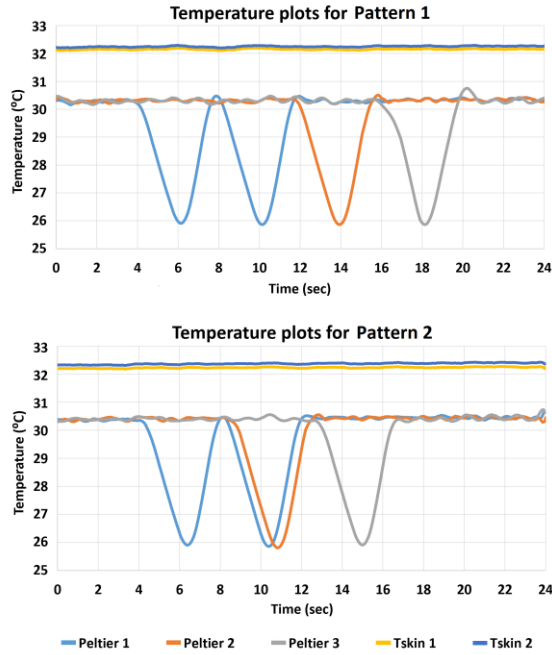 Temperature plots for Pattern 1
33
32
31
30
29
28
27
26
25
Temperature (⁰C)
0 2 4 6 8 10 12 14 16 18 20 22 24
Time (sec)
Temperature plots for Pattern 2
33
32
31
30
29
28
27
26
25
Temperature (⁰C)
0 2 4 6 8 10 12 14 16 18 20 22 24
Time (sec)
Peltier 1 Peltier 2 Peltier 3 Tskin 1 Tskin 2